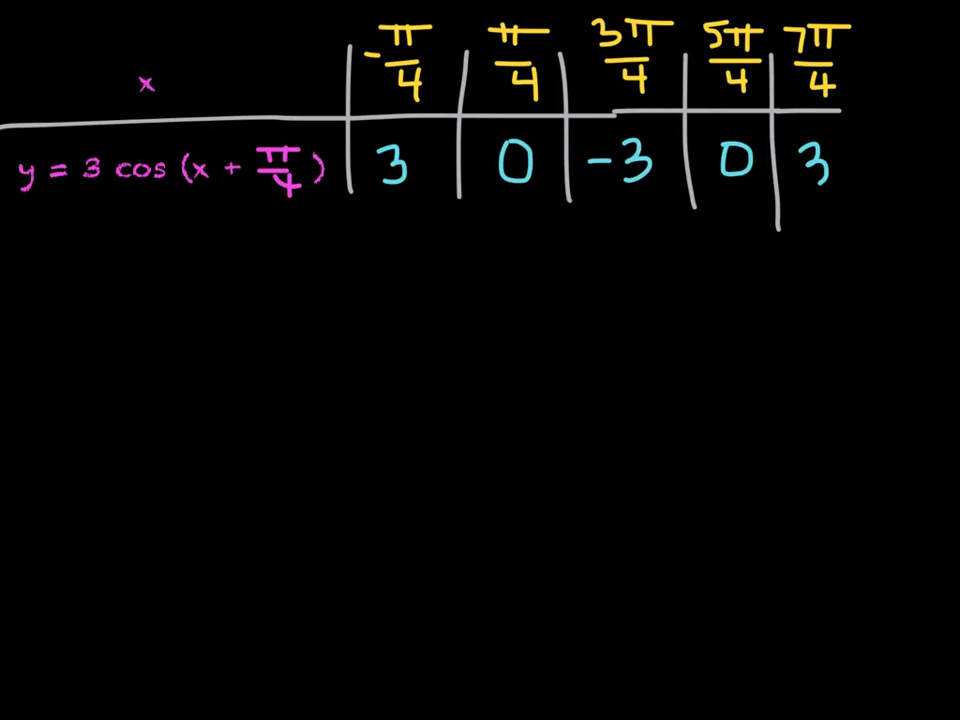 x | -π/4 | π/4 | 3π/4 | 5π/4 | 7π/4
y = 3 cos (x + π/4) | 3 | 0 | -3 | 0 | 3